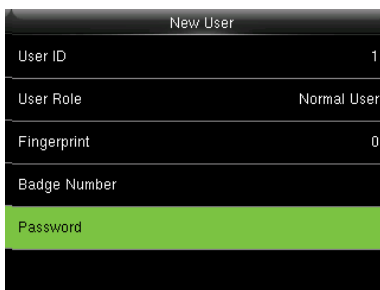 New User
User ID 1
User Role Normal User
Fingerprint 0
Badge Number
Password